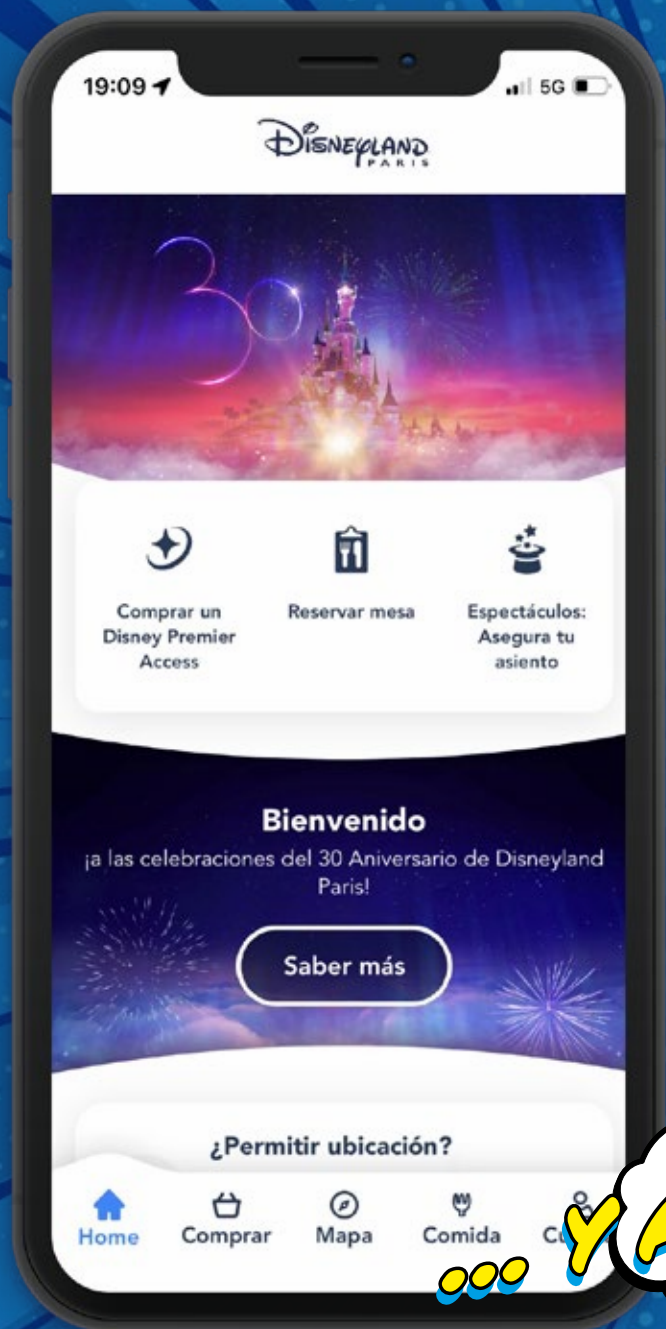 19:09
5G
Disneyland
PARIS
30
Comprar un
Disney Premier
Access
Reservar mesa
Espectáculos:
Asegura tu
asiento
Bienvenido
¡a las celebraciones del 30 Aniversario de Disneyland
Paris!
Saber más
¿Permitir ubicación?
Home
Comprar
Mapa
Comida
... Y